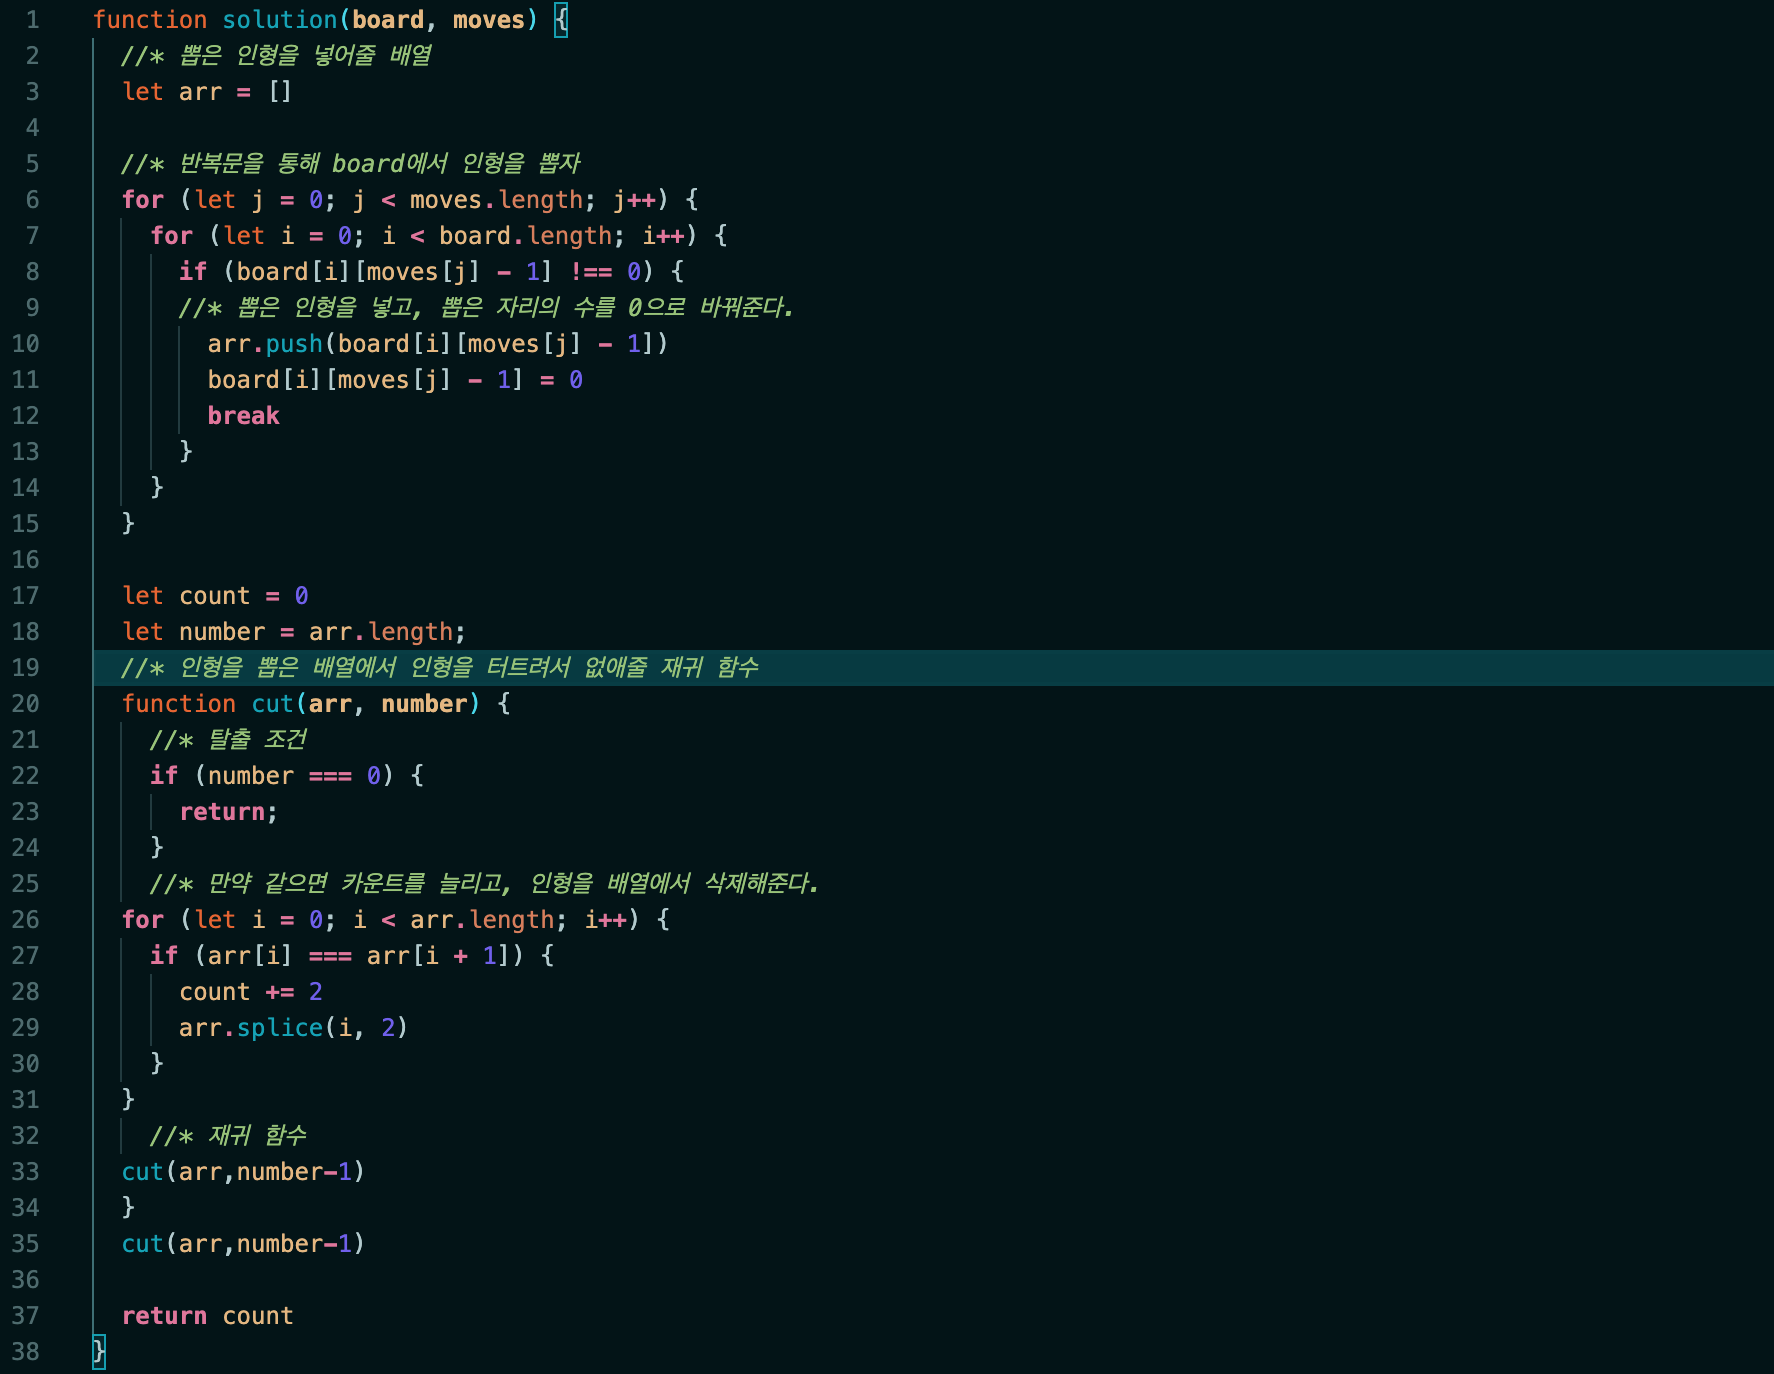 1 function solution(board, moves) {
2 //* 뽑은 인형을 넣어줄 배열
3 let arr = []
4
5 //* 반복문을 통해 board에서 인형을 뽑자
6 for (let j = 0; j < moves.length; j++) {
7 for (let i = 0; i < board.length; i++) {
8 if (board[i][moves[j] - 1] !== 0) {
9 //* 뽑은 인형을 넣고, 뽑은 자리의 수를 0으로 바꿔준다.
10 arr.push(board[i][moves[j] - 1])
11 board[i][moves[j] - 1] = 0
12 break
13 }
14 }
15 }
16
17 let count = 0
18 let number = arr.length;
19 //* 인형을 뽑은 배열에서 인형을 터트려서 없애줄 재귀 함수
20 function cut(arr, number) {
21 //* 탈출 조건
22 if (number === 0) {
23 return;
24 }
25 //* 만약 같으면 카운트를 늘리고, 인형을 배열에서 삭제해준다.
26 for (let i = 0; i < arr.length; i++) {
27 if (arr[i] === arr[i + 1]) {
28 count += 2
29 arr.splice(i, 2)
30 }
31 }
32 //* 재귀 함수
33 cut(arr,number-1)
34 }
35 cut(arr,number-1)
36
37 return count
38 }